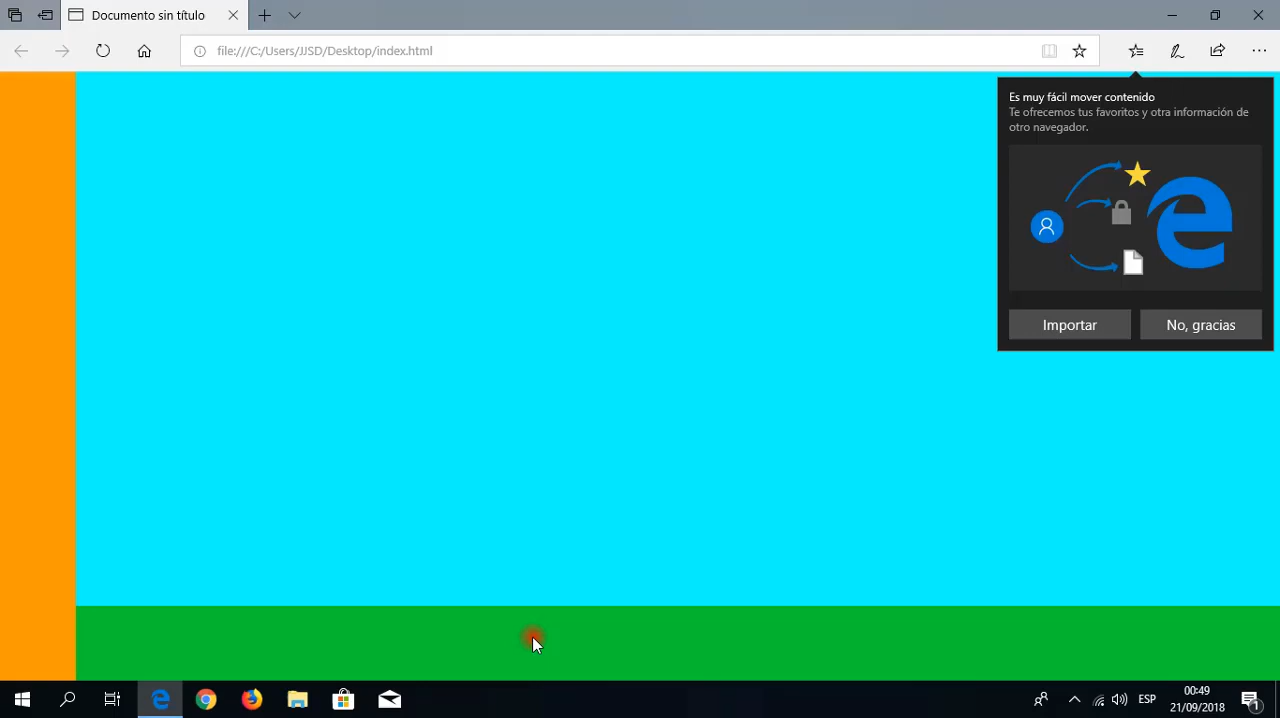 Documento sin título
file:///C:/Users/JJSD/Desktop/index.html
Es muy fácil mover contenido
Te ofrecemos tus favoritos y otra información de
otro navegador.
Importar
No, gracias
ESP
00:49
21/09/2018
1